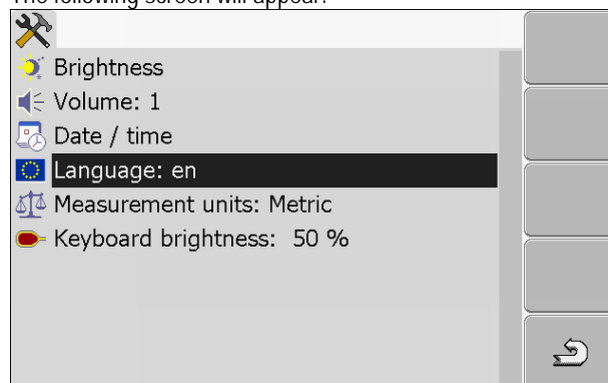 The following screen will appear:
Brightness
Volume: 1
Date / time
Language: en
Measurement units: Metric
Keyboard brightness: 50 %